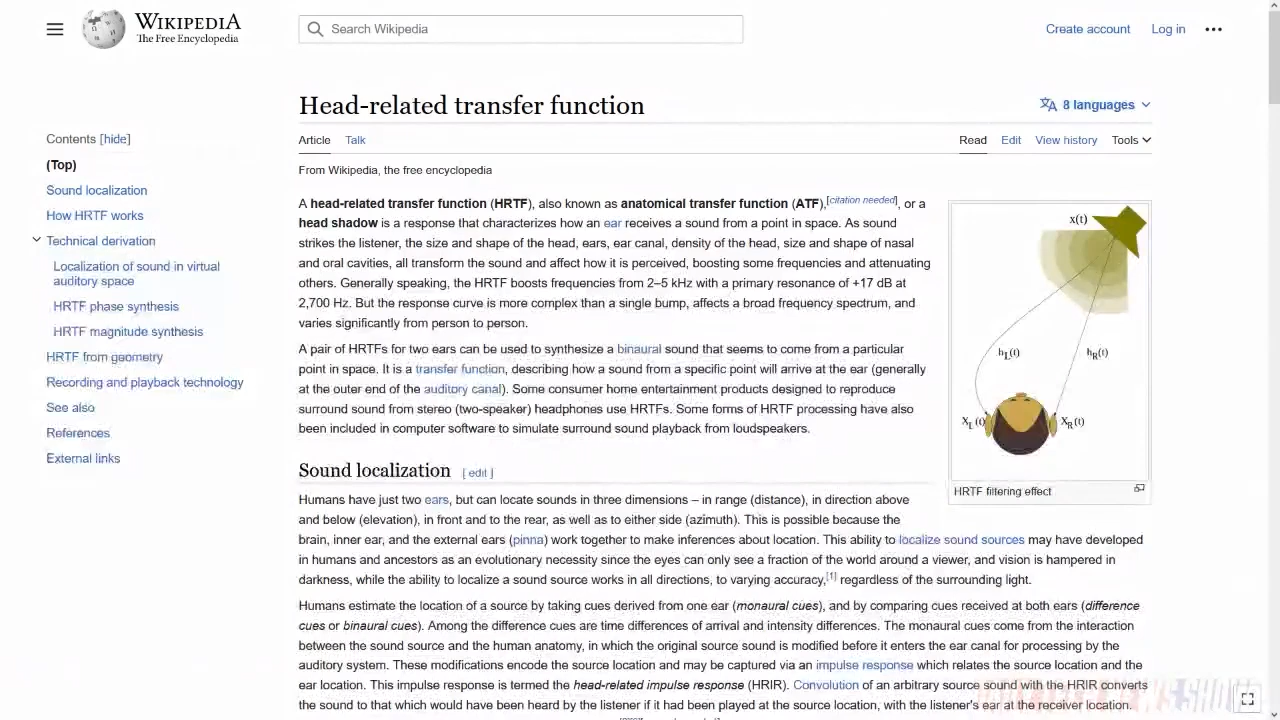 WIKIPEDIA
The Free Encyclopedia
Search Wikipedia
Create account
Log in
Head-related transfer function
8 languages
Article
Talk
Read
Edit
View history
Tools
From Wikipedia, the free encyclopedia
Contents [hide]
(Top)
Sound localization
How HRTF works
Technical derivation
Localization of sound in virtual
auditory space
HRTF phase synthesis
HRTF magnitude synthesis
HRTF from geometry
Recording and playback technology
See also
References
External links
A head-related transfer function (HRTF), also known as anatomical transfer function (ATF),[citation needed], or a
head shadow is a response that characterizes how an ear receives a sound from a point in space. As sound
strikes the listener, the size and shape of the head, ears, ear canal, density of the head, size and shape of nasal
and oral cavities, all transform the sound and affect how it is perceived, boosting some frequencies and attenuating
others. Generally speaking, the HRTF boosts frequencies from 2–5 kHz with a primary resonance of +17 dB at
2,700 Hz. But the response curve is more complex than a single bump, affects a broad frequency spectrum, and
varies significantly from person to person.
A pair of HRTFs for two ears can be used to synthesize a binaural sound that seems to come from a particular
point in space. It is a transfer function, describing how a sound from a specific point will arrive at the ear (generally
at the outer end of the auditory canal). Some consumer home entertainment products designed to reproduce
surround sound from stereo (two-speaker) headphones use HRTFs. Some forms of HRTF processing have also
been included in computer software to simulate surround sound playback from loudspeakers.
x(t)
hL(t)
hR(t)
XL(t)
XR(t)
HRTF filtering effect
Sound localization [ edit ]
Humans have just two ears, but can locate sounds in three dimensions – in range (distance), in direction above
and below (elevation), in front and to the rear, as well as to either side (azimuth). This is possible because the
brain, inner ear, and the external ears (pinna) work together to make inferences about location. This ability to localize sound sources may have developed
in humans and ancestors as an evolutionary necessity since the eyes can only see a fraction of the world around a viewer, and vision is hampered in
darkness, while the ability to localize a sound source works in all directions, to varying accuracy,[1] regardless of the surrounding light.
Humans estimate the location of a source by taking cues derived from one ear (monaural cues), and by comparing cues received at both ears (difference
cues or binaural cues). Among the difference cues are time differences of arrival and intensity differences. The monaural cues come from the interaction
between the sound source and the human anatomy, in which the original source sound is modified before it enters the ear canal for processing by the
auditory system. These modifications encode the source location and may be captured via an impulse response which relates the source location and the
ear location. This impulse response is termed the head-related impulse response (HRIR). Convolution of an arbitrary source sound with the HRIR converts
the sound to that which would have been heard by the listener if it had been played at the source location, with the listener's ear at the receiver location.